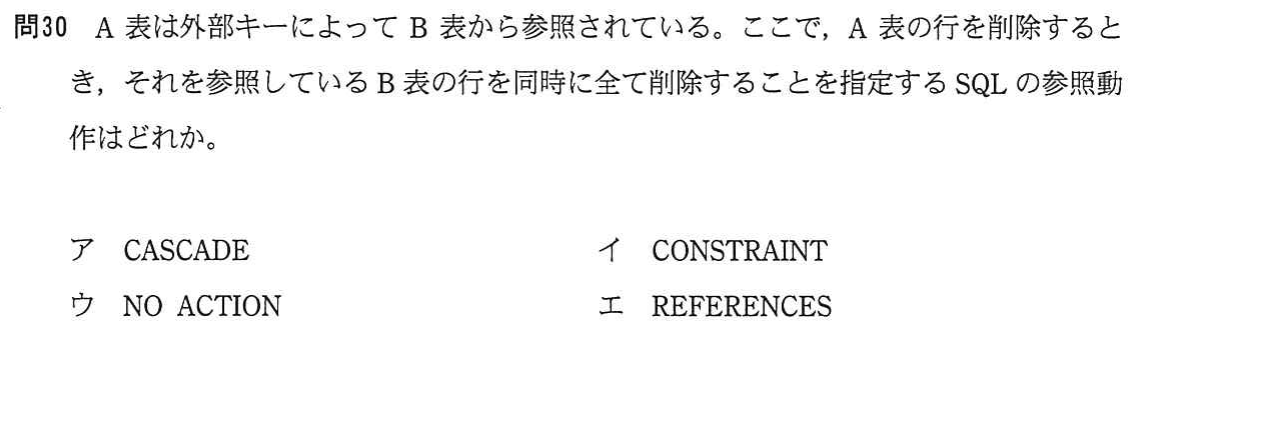 問30 A 表は外部キーによって B 表から参照されている。ここで，A 表の行を削除すると
き，それを参照している B 表の行を同時に全て削除することを指定する SQL の参照動
作はどれか。
ア CASCADE イ CONSTRAINT
ウ NO ACTION エ REFERENCES